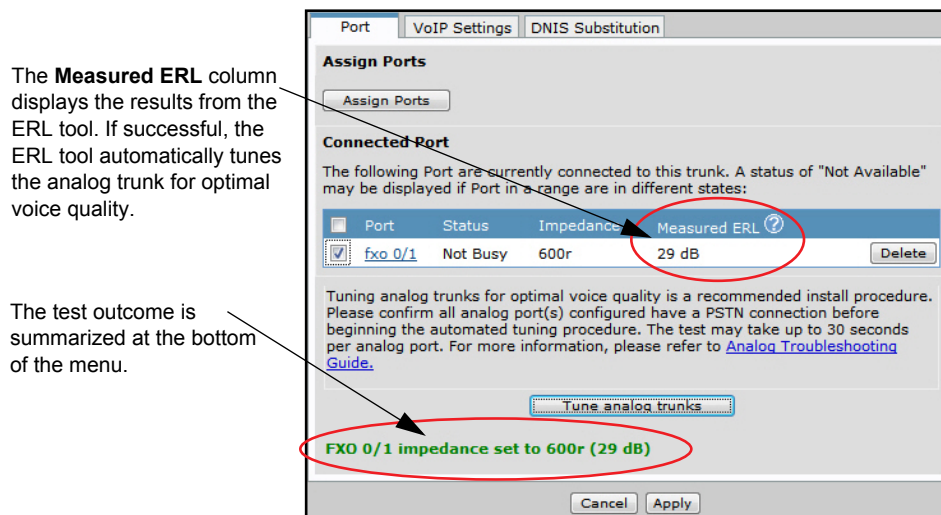 Port VoIP Settings DNIS Substitution
Assign Ports
Assign Ports
The Measured ERL column
displays the results from the
ERL tool. If successful, the
ERL tool automatically tunes
the analog trunk for optimal
voice quality.
Connected Port
The following Port are currently connected to this trunk. A status of "Not Available"
may be displayed if Port in a range are in different states:
Port Status Impedance Measured ERL ?
fxo 0/1 Not Busy 600r 29 dB Delete
Tuning analog trunks for optimal voice quality is a recommended install procedure.
Please confirm all analog port(s) configured have a PSTN connection before
beginning the automated tuning procedure. The test may take up to 30 seconds
per analog port. For more information, please refer to Analog Troubleshooting
Guide.
The test outcome is
summarized at the bottom
of the menu.
Tune analog trunks
FXO 0/1 impedance set to 600r (29 dB)
Cancel Apply